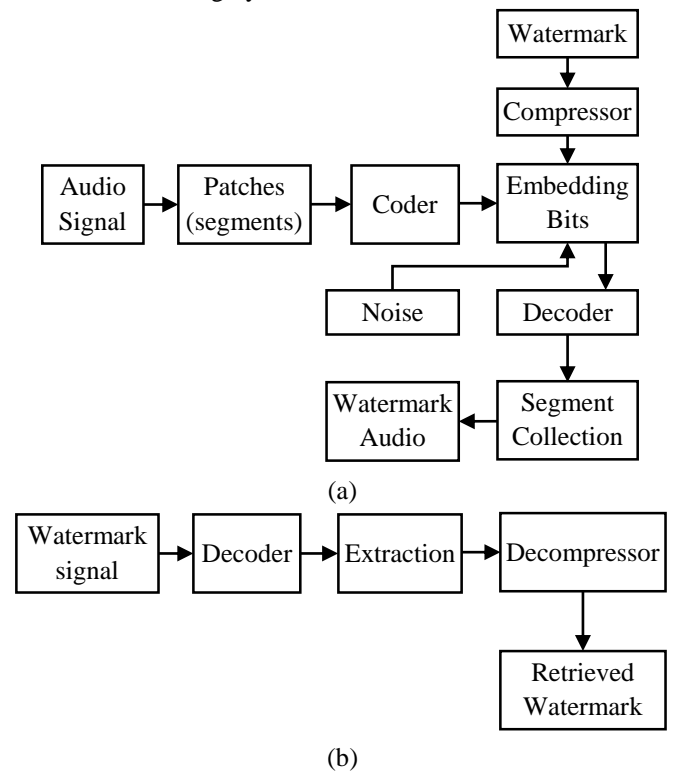 Watermark
Compressor
Audio
Signal
Patches
(segments)
Coder
Embedding
Bits
Noise
Decoder
Watermark
Audio
Segment
Collection
(a)
Watermark
signal
Decoder
Extraction
Decompressor
Retrieved
Watermark
(b)